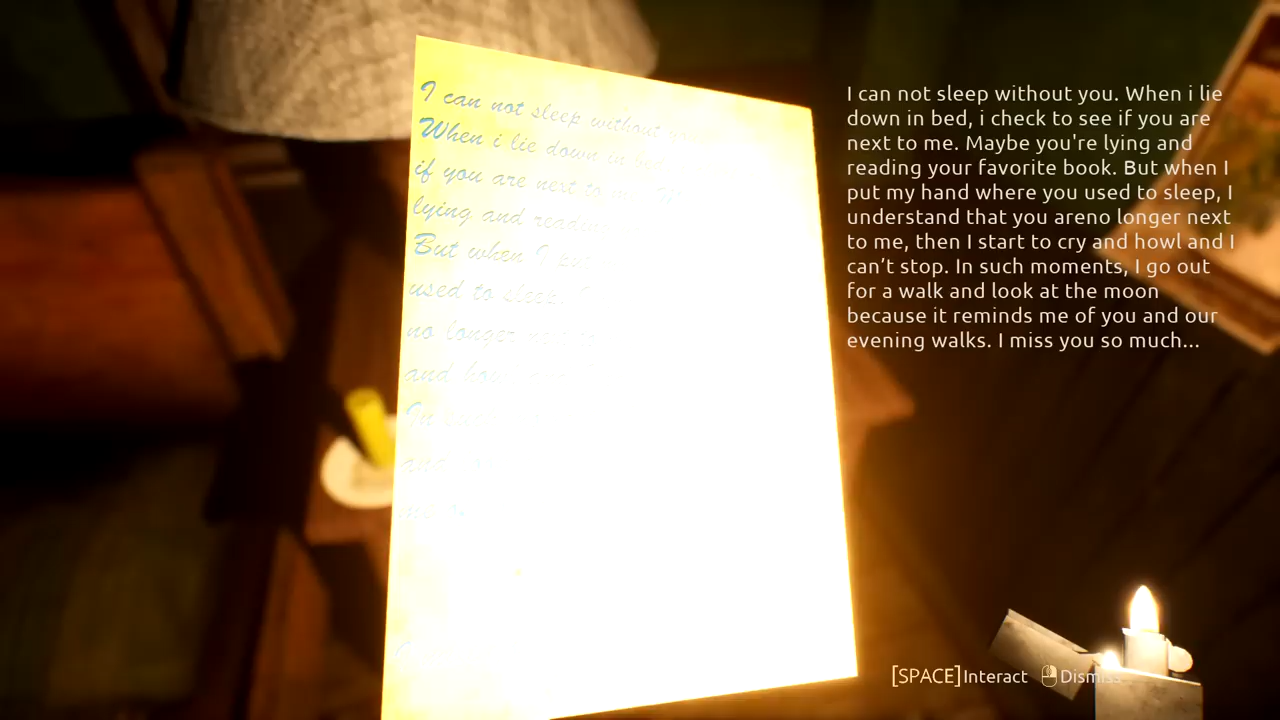 I can not sleep without
When i lie down in
if you are next to
lying and readin
But when I put
used to sleep.
no longer
and how
I can not sleep without you. When i lie
down in bed, i check to see if you are
next to me. Maybe you're lying and
reading your favorite book. But when I
put my hand where you used to sleep, I
understand that you areno longer next
to me, then I start to cry and howl and I
can’t stop. In such moments, I go out
for a walk and look at the moon
because it reminds me of you and our
evening walks. I miss you so much...
[SPACE]Interact Dismiss